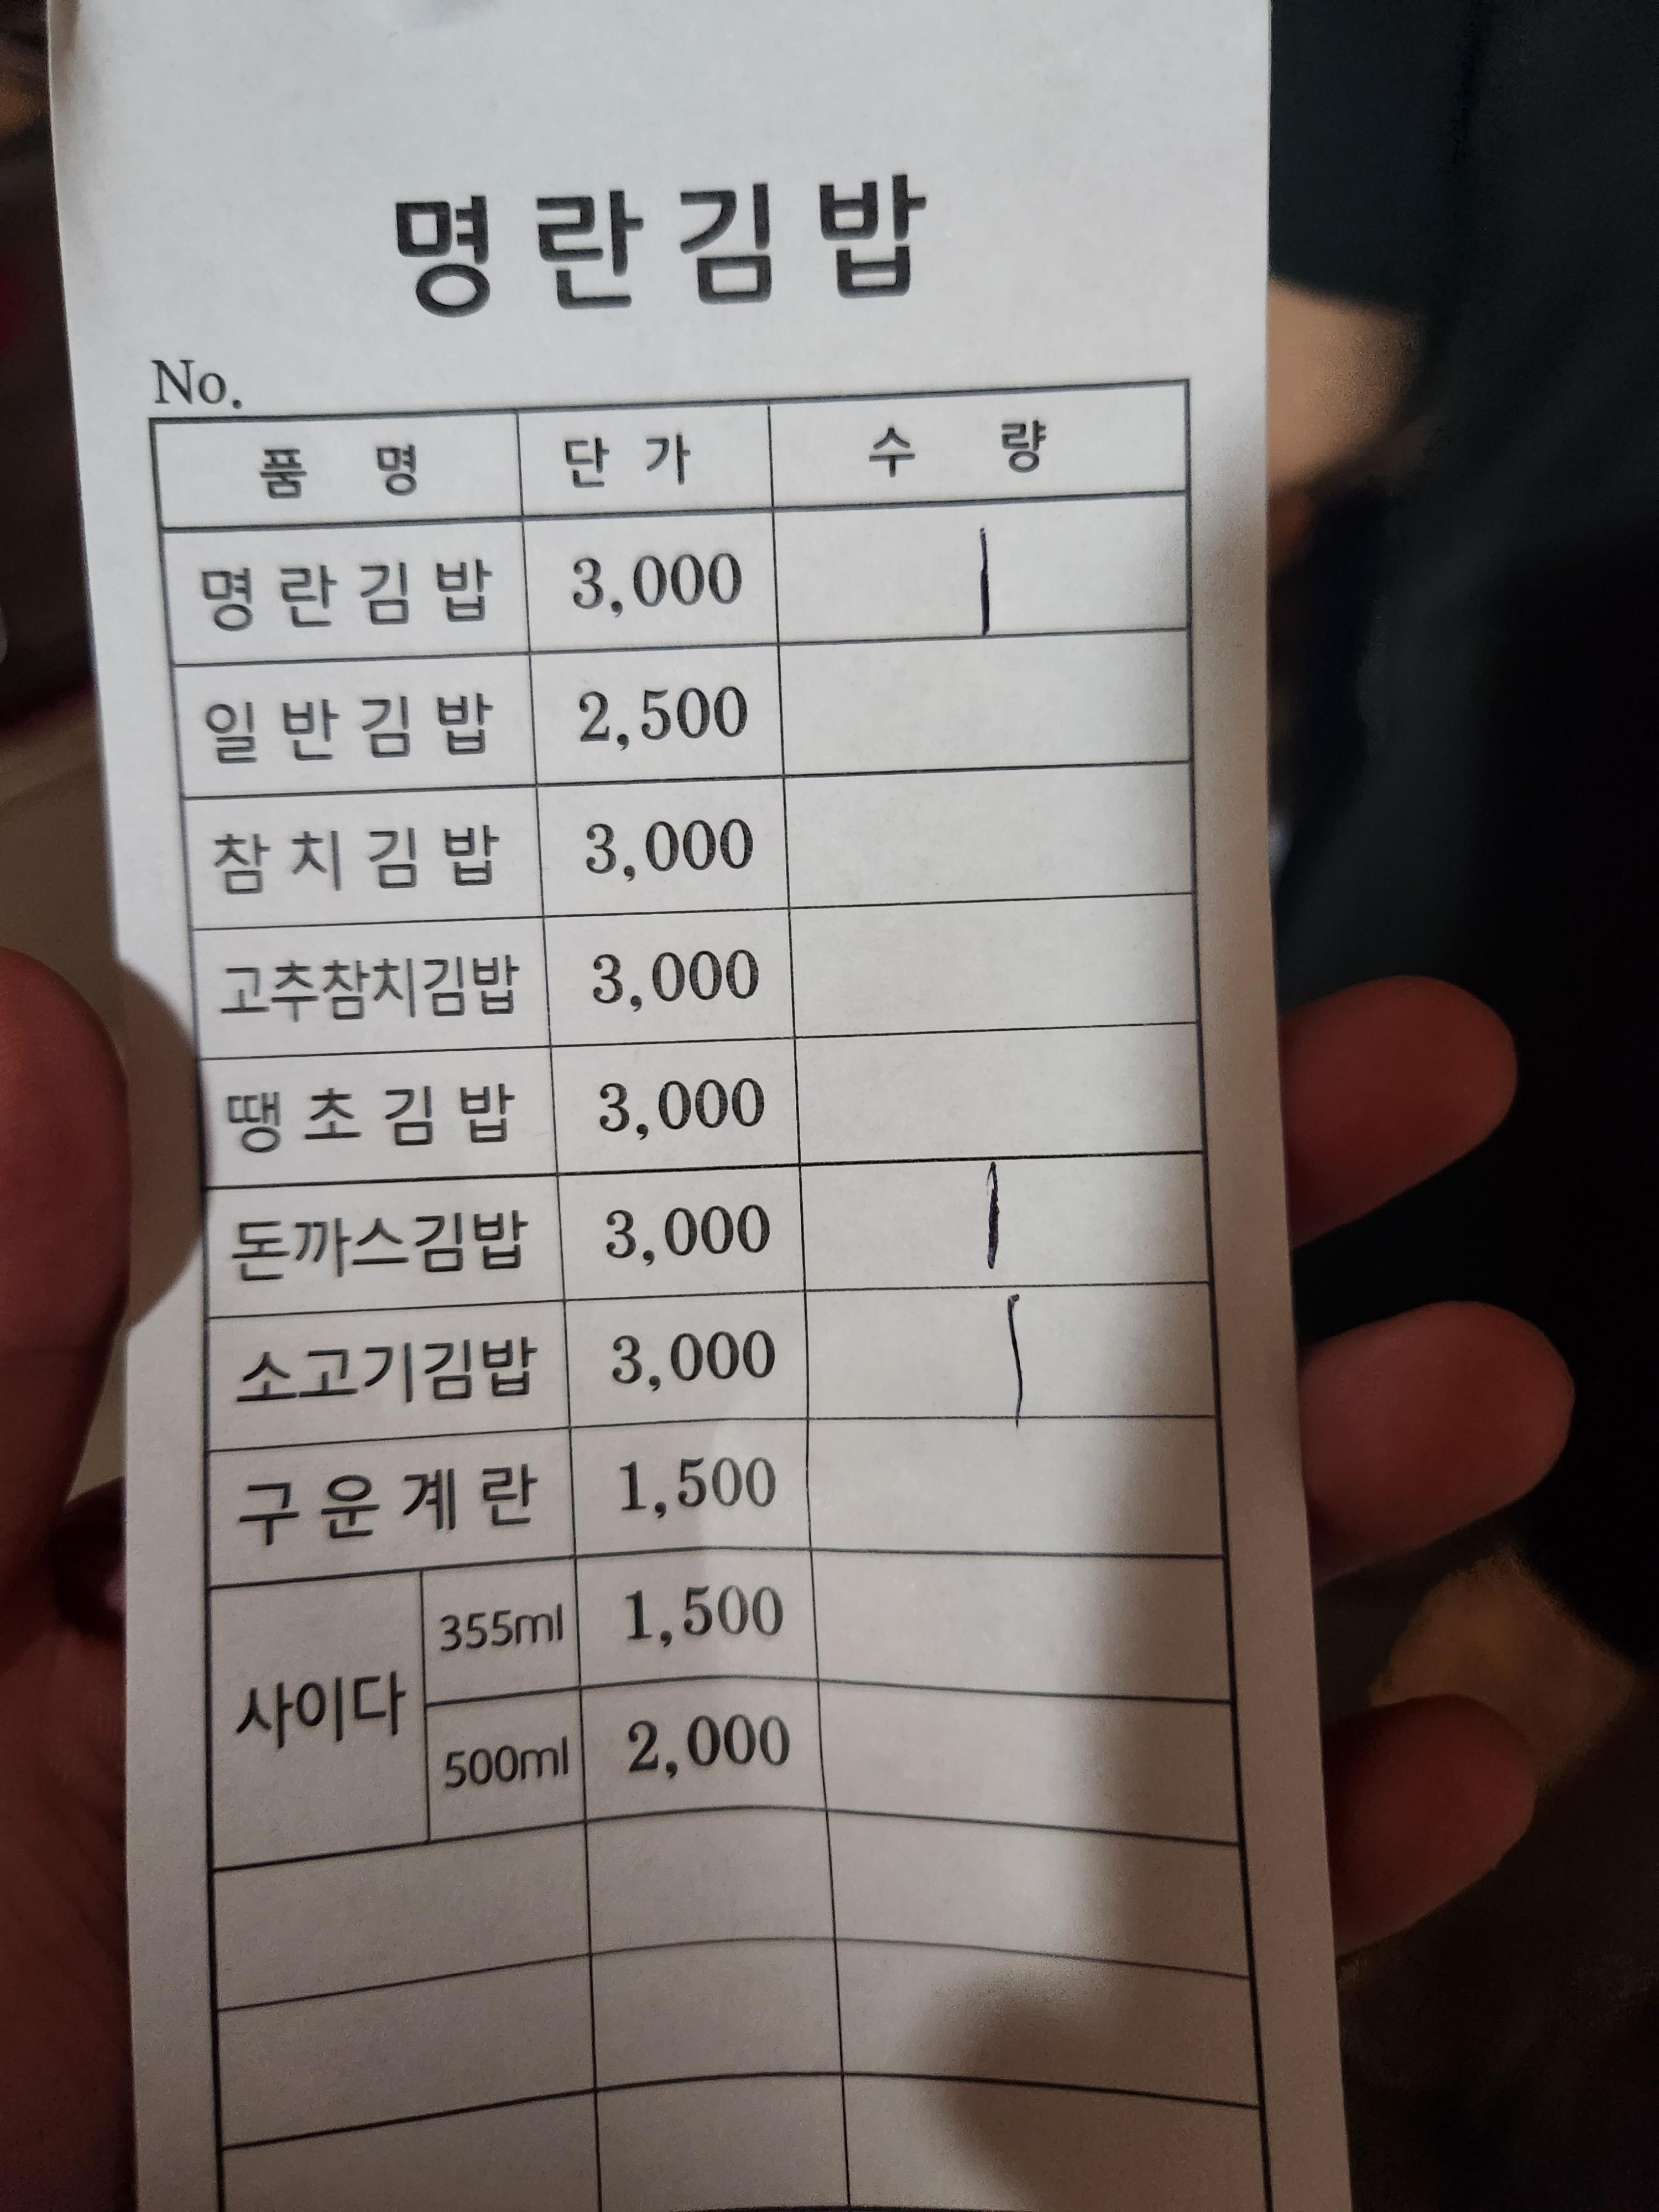 명란김밥
No.
품 명 단 가 수 량
명란김밥 3,000 |
일반김밥 2,500
참치김밥 3,000
고추참치김밥 3,000
땡초김밥 3,000
돈까스김밥 3,000 |
소고기김밥 3,000 |
구운계란 1,500
사이다 355ml 1,500
500ml 2,000